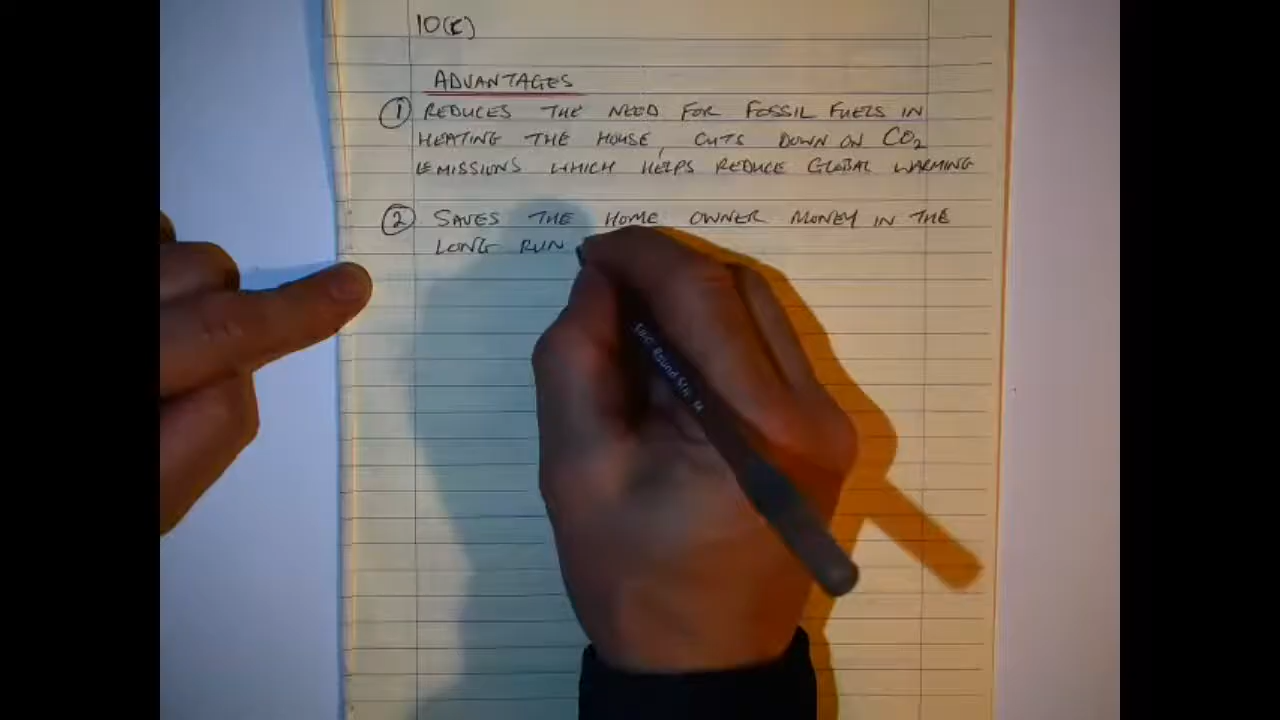 10(c)
ADVANTAGES
1 REDUCES THE NEED FOR FOSSIL FUELS IN
HEATING THE HOUSE, CUTS DOWN ON CO2
EMISSIONS WHICH HELPS REDUCE GLOBAL WARMING
2 SAVES THE HOME OWNER MONEY IN THE
LONG RUN